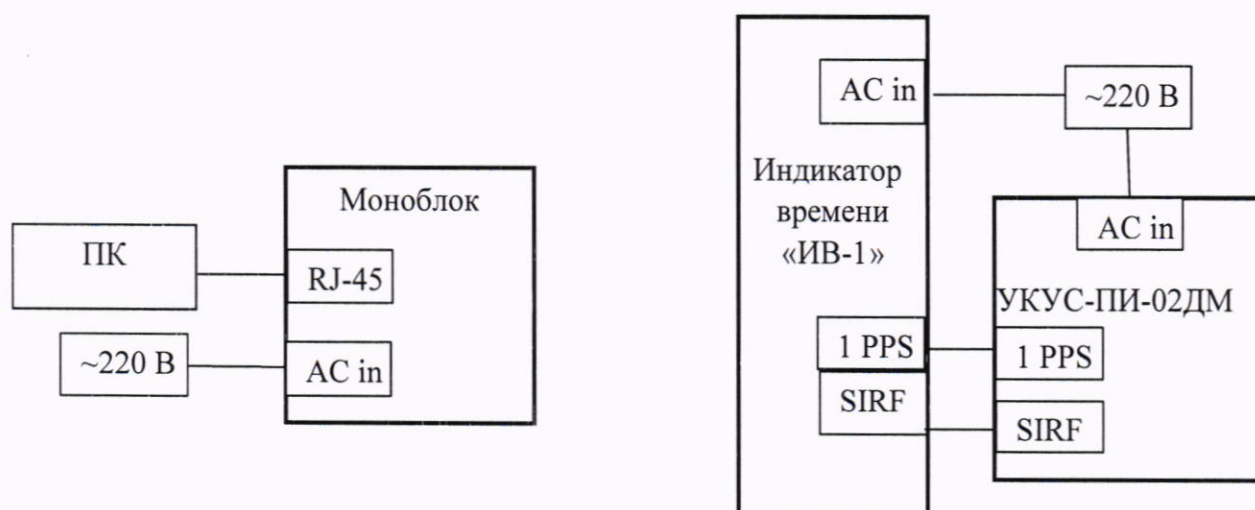 ПК
~220 В
Моноблок
RJ-45
AC in
AC in
Индикатор
времени
«ИВ-1»
1 PPS
SIRF
~220 В
AC in
УКУС-ПИ-02ДМ
1 PPS
SIRF